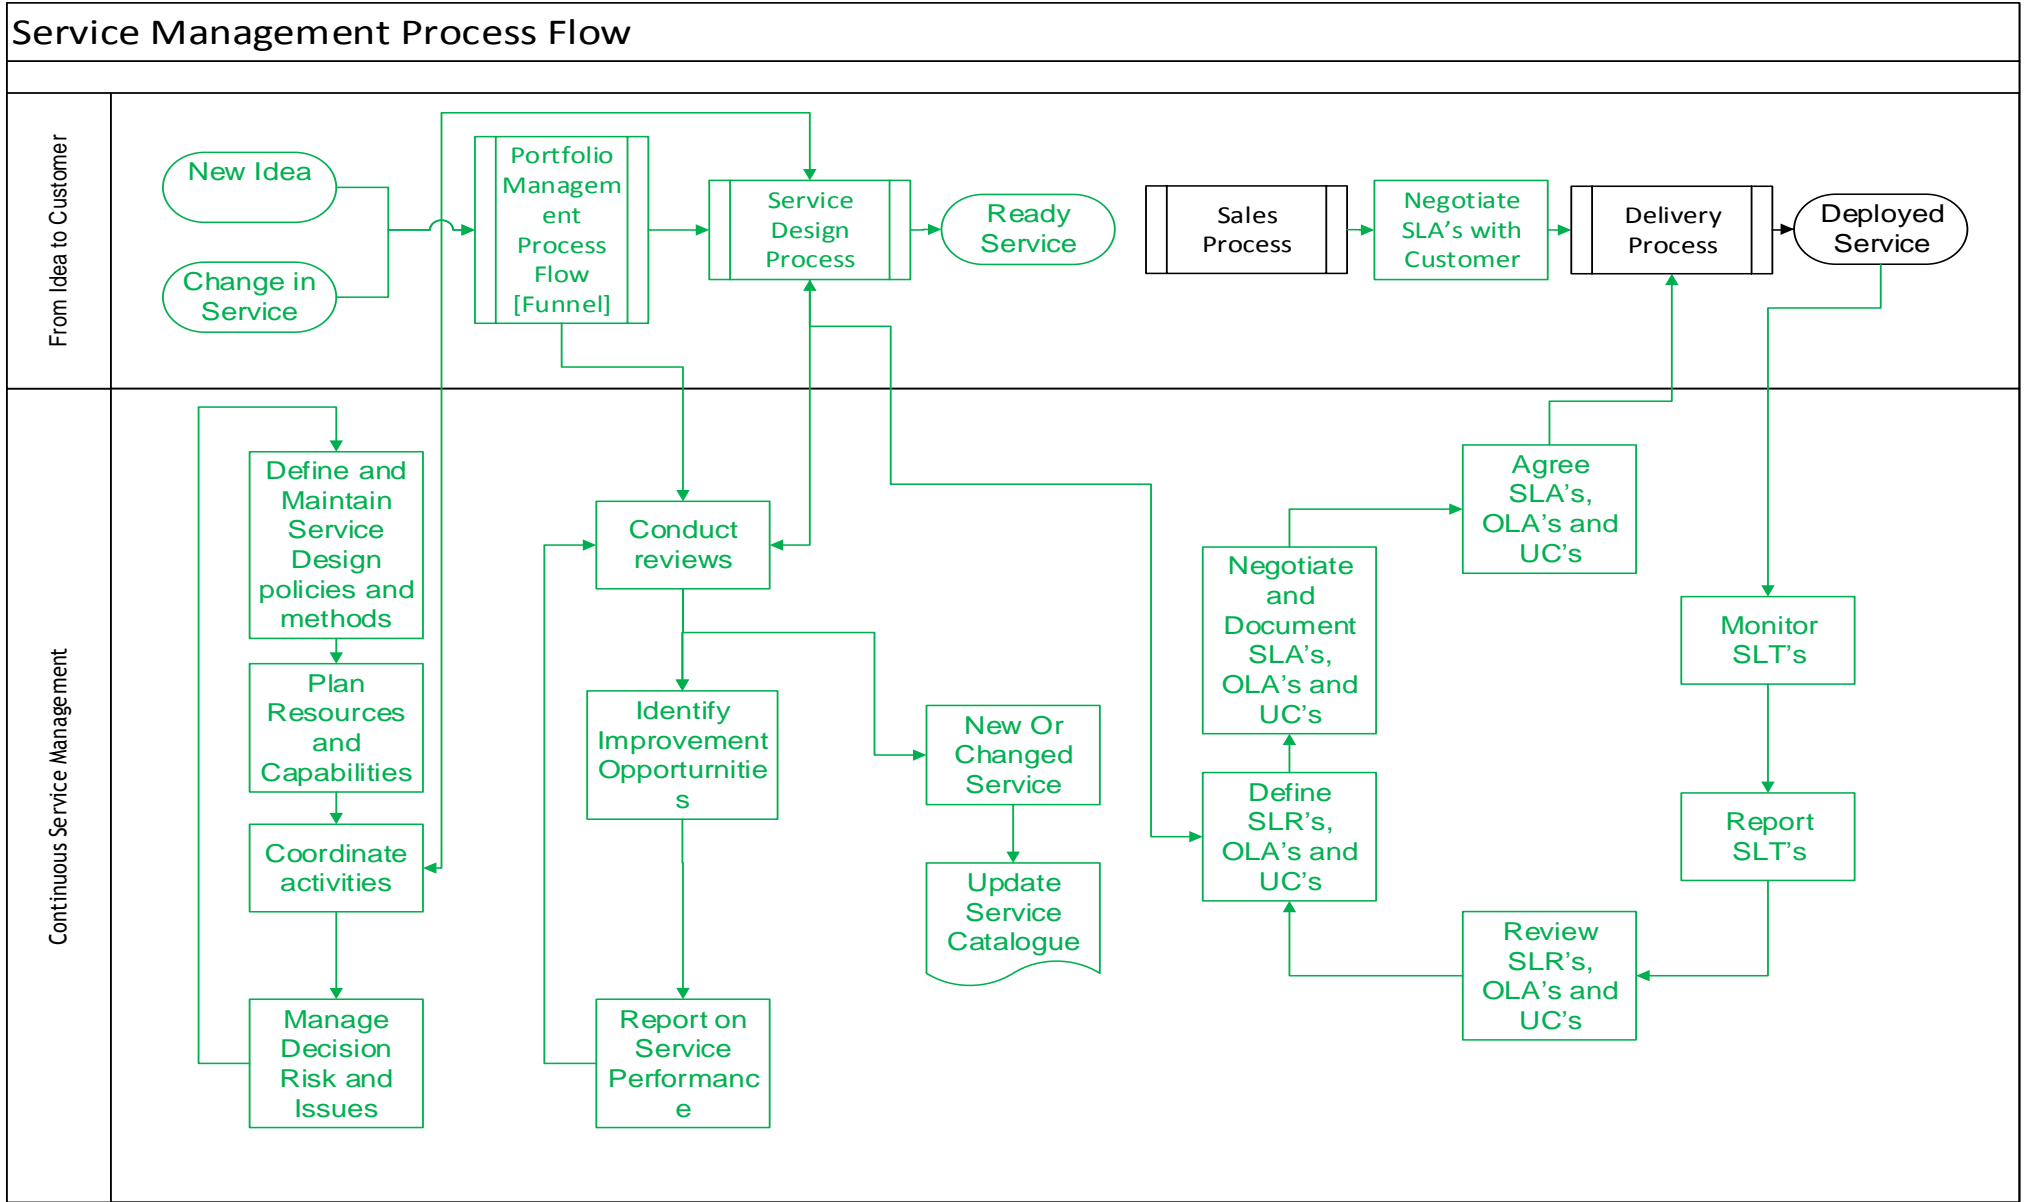 Service Management Process Flow
From Idea to Customer
New Idea
Change in
Service
Portfolio
Managem
ent
Process
Flow
[Funnel]
Service
Design
Process
Ready
Service
Sales
Process
Negotiate
SLA's with
Customer
Delivery
Process
Deployed
Service
Continuous Service Management
Define and
Maintain
Service
Design
policies and
methods
Plan
Resources
and
Capabilities
Coordinate
activities
Manage
Decision
Risk and
Issues
Conduct
reviews
Identify
Improvement
Opporturnitie
s
Report on
Service
Performanc
e
New Or
Changed
Service
Update
Service
Catalogue
Negotiate
and
Document
SLA's,
OLA's and
UC's
Define
SLR's,
OLA's and
UC's
Agree
SLA's,
OLA's and
UC's
Monitor
SLT's
Report
SLT's
Review
SLR's,
OLA's and
UC's